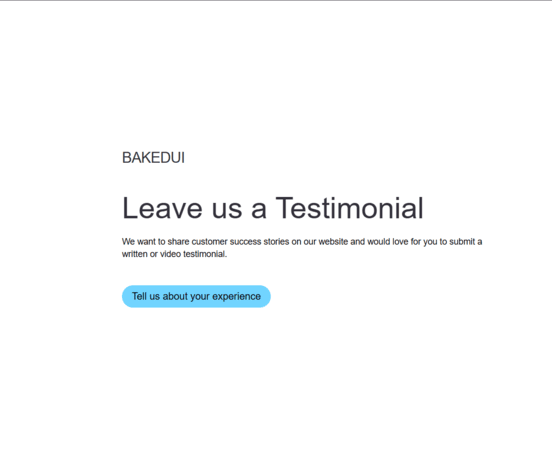 BAKEDUI
Leave us a Testimonial
We want to share customer success stories on our website and would love for you to submit a
written or video testimonial.
Tell us about your experience